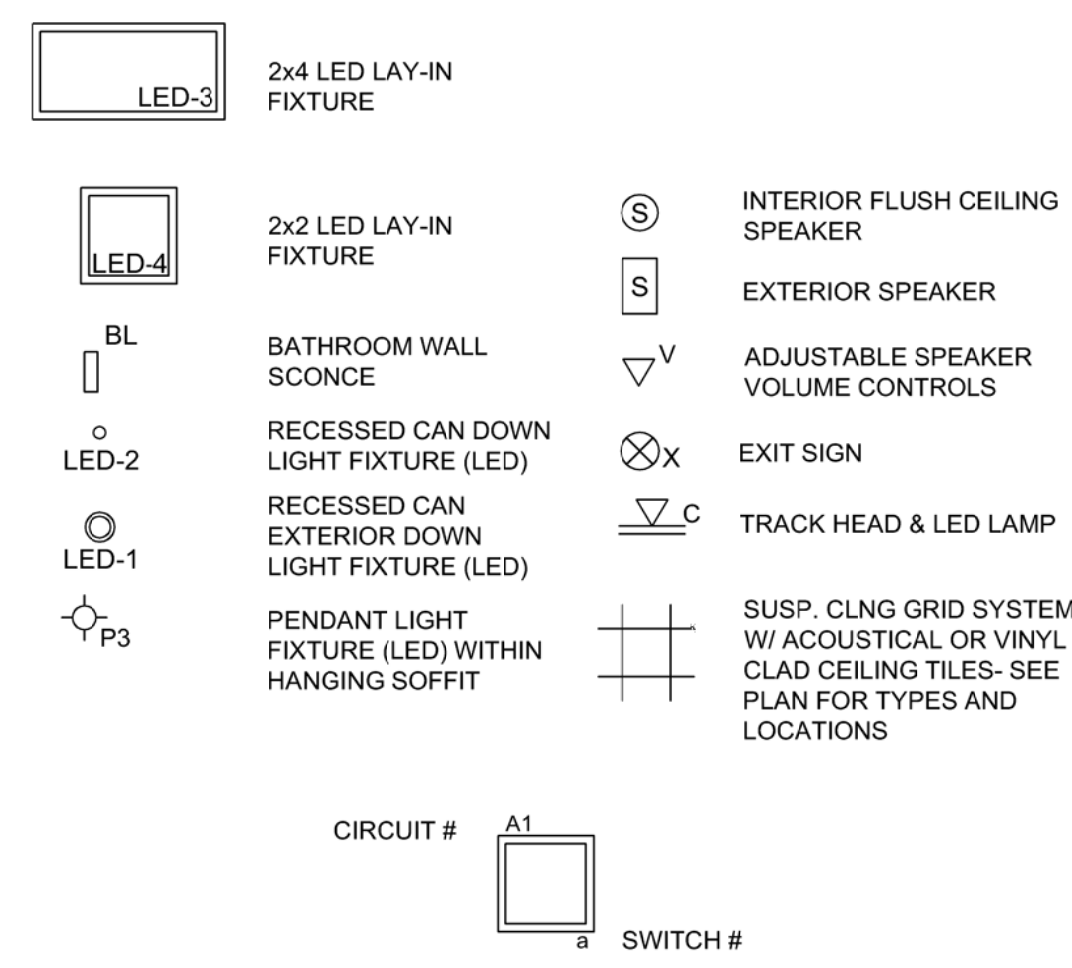 LED-3
2x4 LED LAY-IN
FIXTURE
LED-4
2x2 LED LAY-IN
FIXTURE
BL
BATHROOM WALL
SCONCE
LED-2
RECESSED CAN DOWN
LIGHT FIXTURE (LED)
LED-1
RECESSED CAN
EXTERIOR DOWN
LIGHT FIXTURE (LED)
P3
PENDANT LIGHT
FIXTURE (LED) WITHIN
HANGING SOFFIT
S
INTERIOR FLUSH CEILING
SPEAKER
S
EXTERIOR SPEAKER
V
ADJUSTABLE SPEAKER
VOLUME CONTROLS
X
EXIT SIGN
C
TRACK HEAD & LED LAMP
SUSP. CLNG GRID SYSTEM
W/ ACOUSTICAL OR VINYL
CLAD CEILING TILES- SEE
PLAN FOR TYPES AND
LOCATIONS
CIRCUIT #
A1
a
SWITCH #